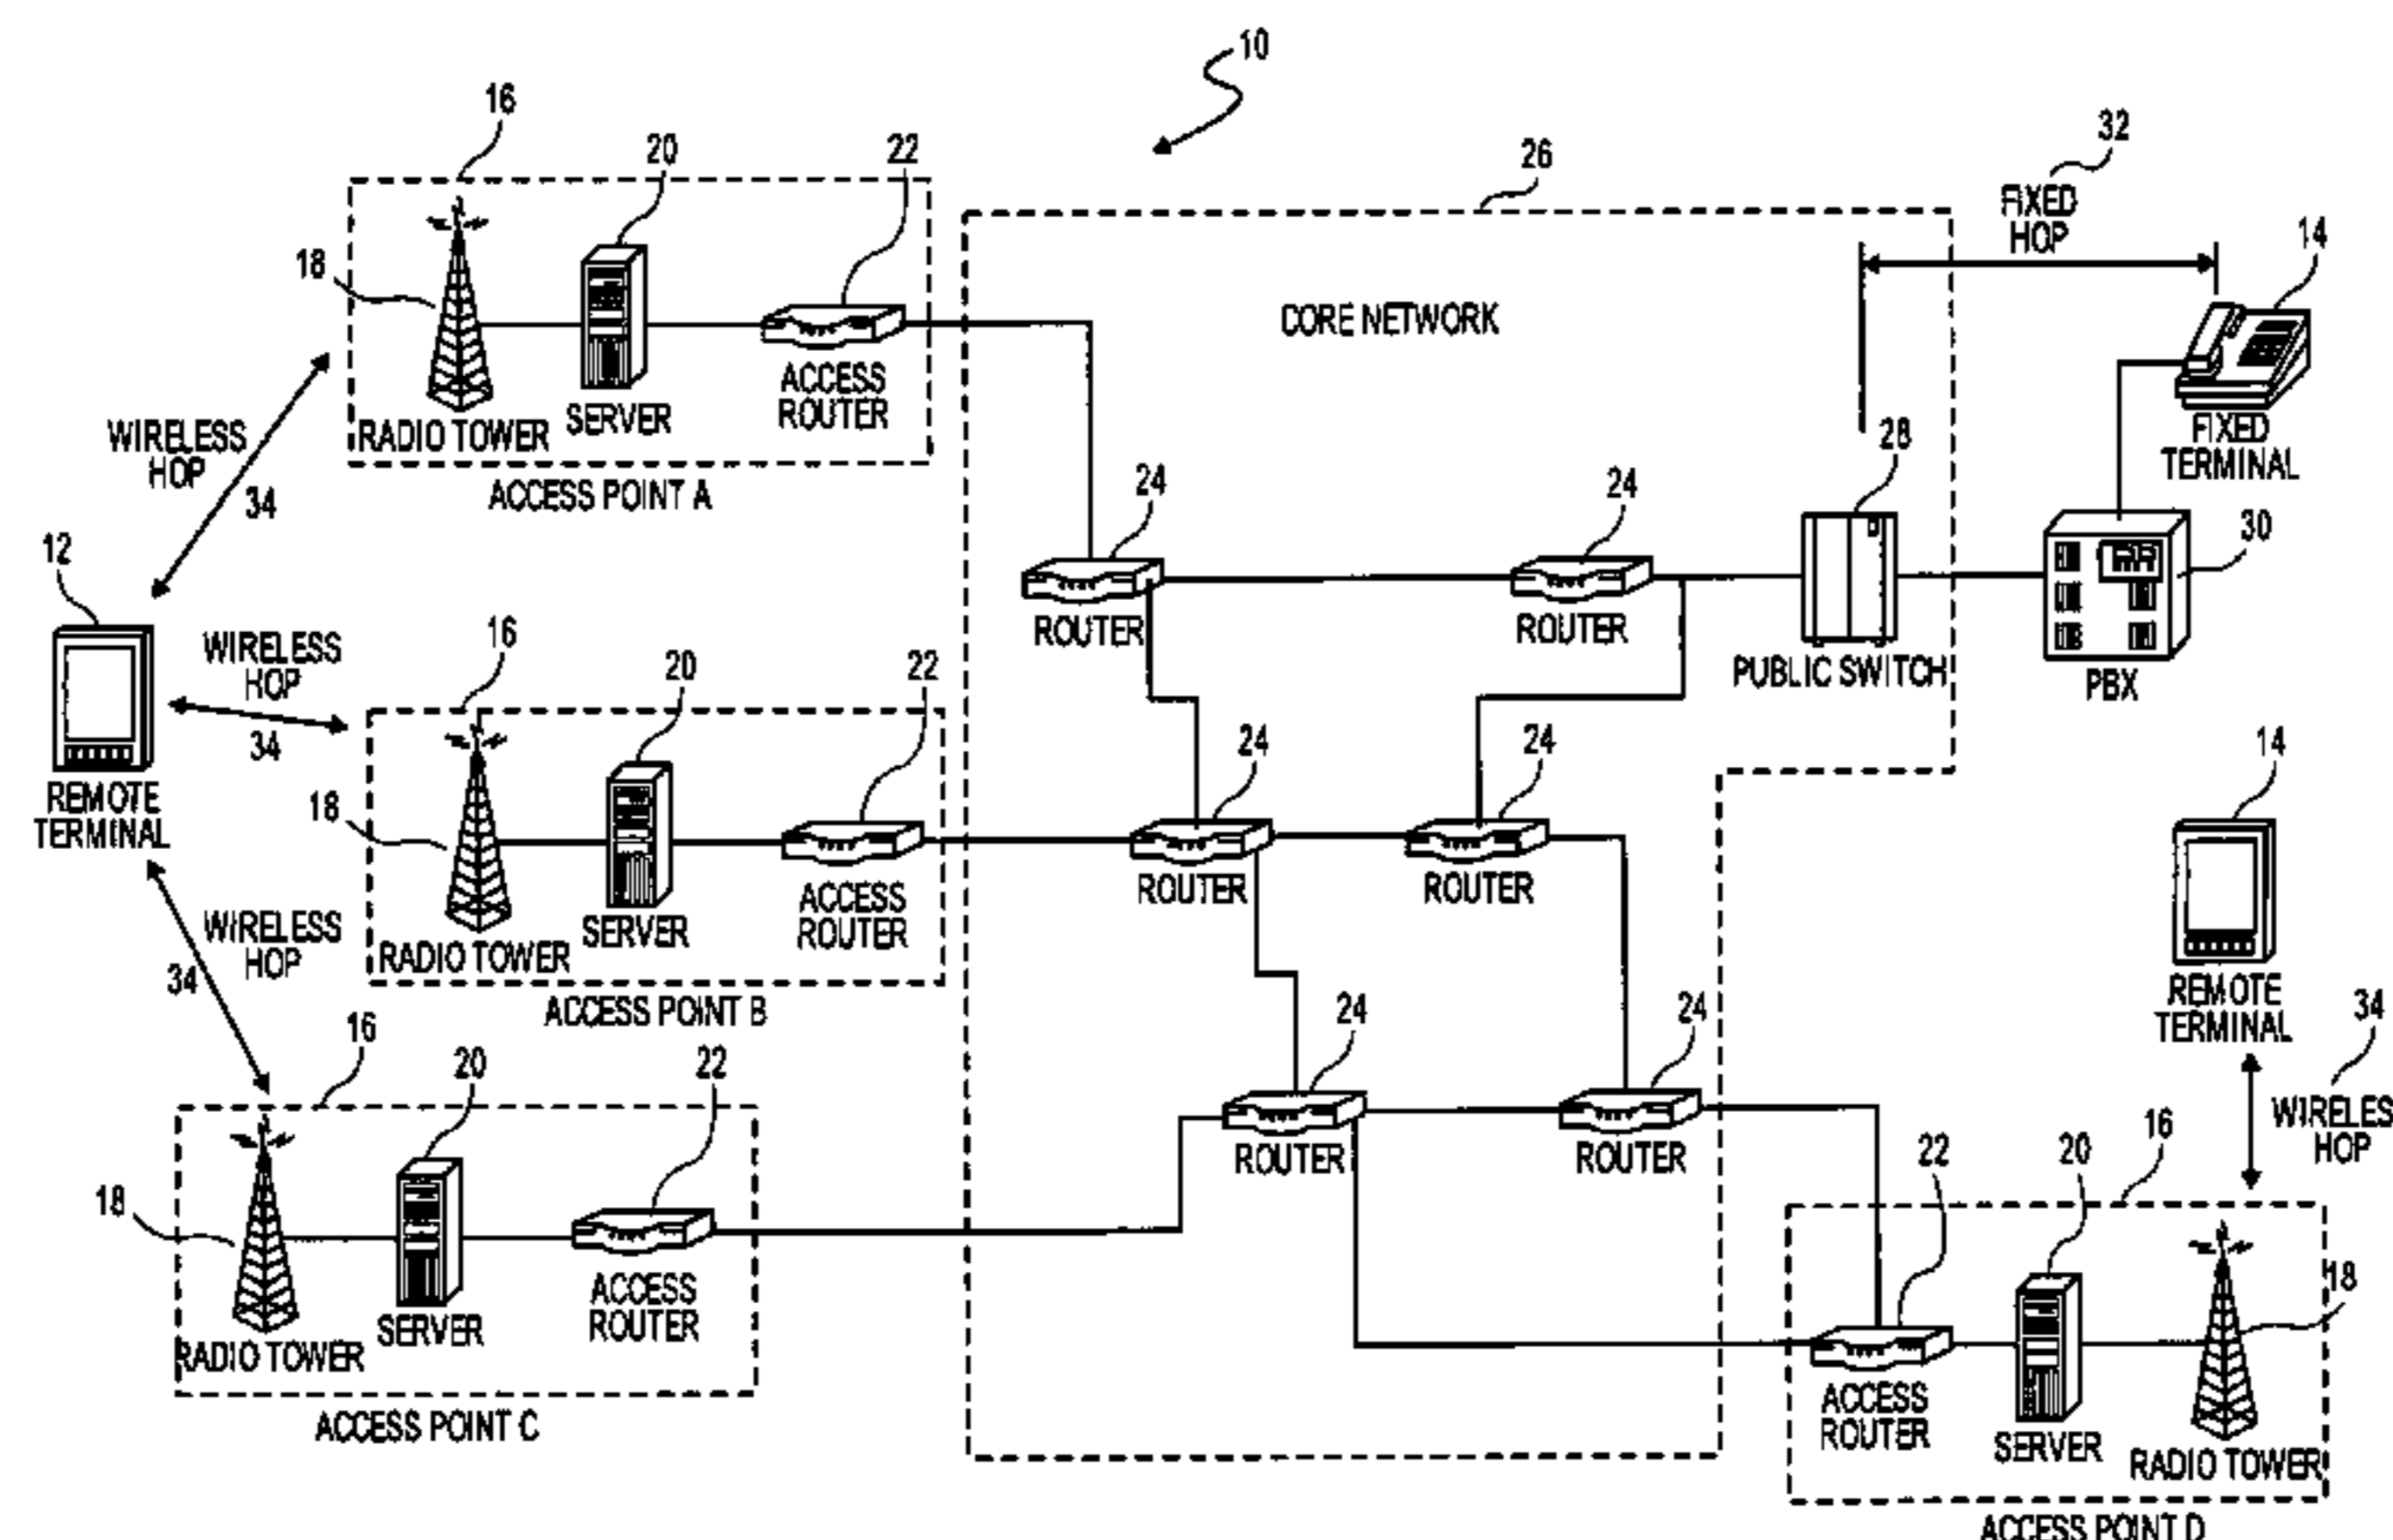 10
16
20
22
26
32
FIXED
HOP
14
18
CORE NETWORK
ACCESS
ROUTER
SERVER
RADIO TOWER
ACCESS POINT A
WIRELESS
HOP
34
FIXED
TERMINAL
28
24
ROUTER
24
ROUTER
PUBLIC SWITCH
30
PBX
12
REMOTE
TERMINAL
WIRELESS
HOP
34
16
20
22
18
RADIO TOWER
SERVER
ACCESS
ROUTER
ACCESS POINT B
24
ROUTER
24
ROUTER
14
REMOTE
TERMINAL
WIRELESS
HOP
34
16
20
22
18
RADIO TOWER
SERVER
ACCESS
ROUTER
ACCESS POINT C
24
ROUTER
24
ROUTER
34
WIRELES
HOP
16
20
22
18
ACCESS
ROUTER
SERVER
RADIO TOWER
ACCESS POINT D